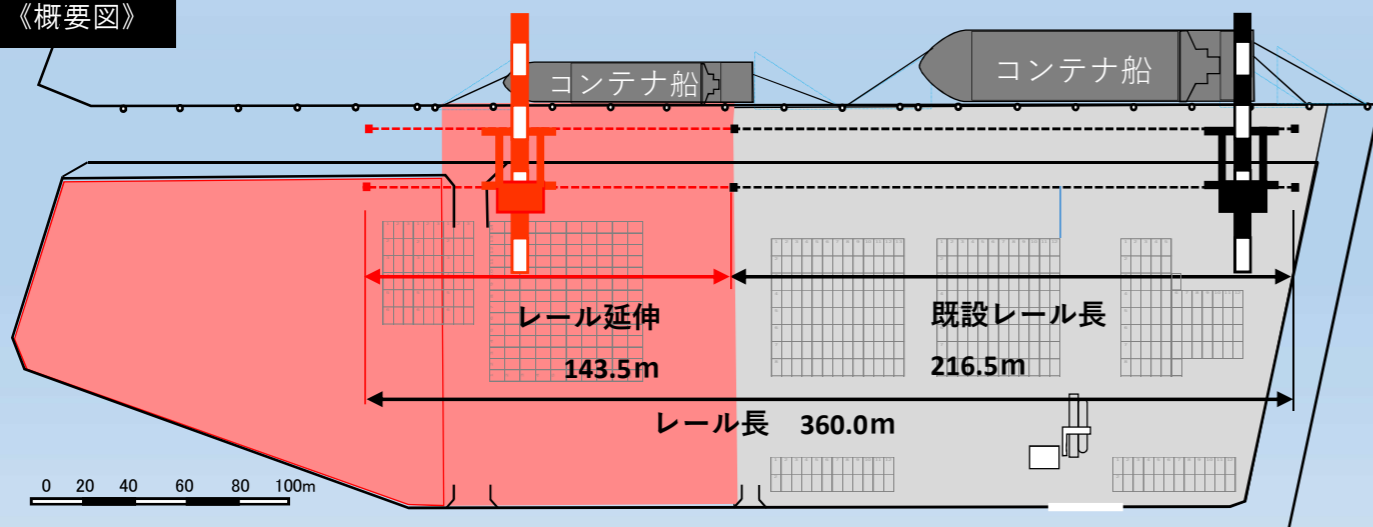 《概要図》
コンテナ船
コンテナ船
レール延伸
143.5m
既設レール長
216.5m
レール長 360.0m
0 20 40 60 80 100m